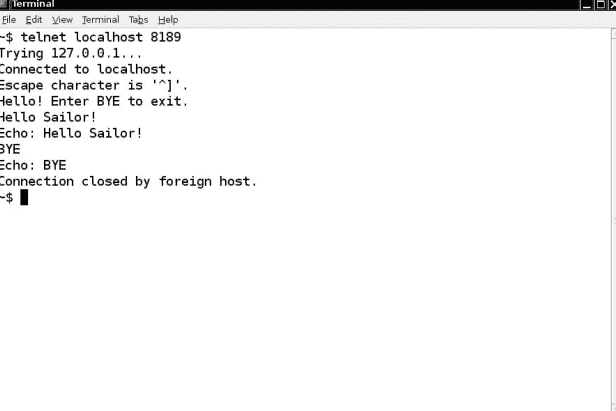 Terminal
File Edit View Terminal Tabs Help
~$ telnet localhost 8189
Trying 127.0.0.1...
Connected to localhost.
Escape character is '^]'.
Hello! Enter BYE to exit.
Hello Sailor!
Echo: Hello Sailor!
BYE
Echo: BYE
Connection closed by foreign host.
~$